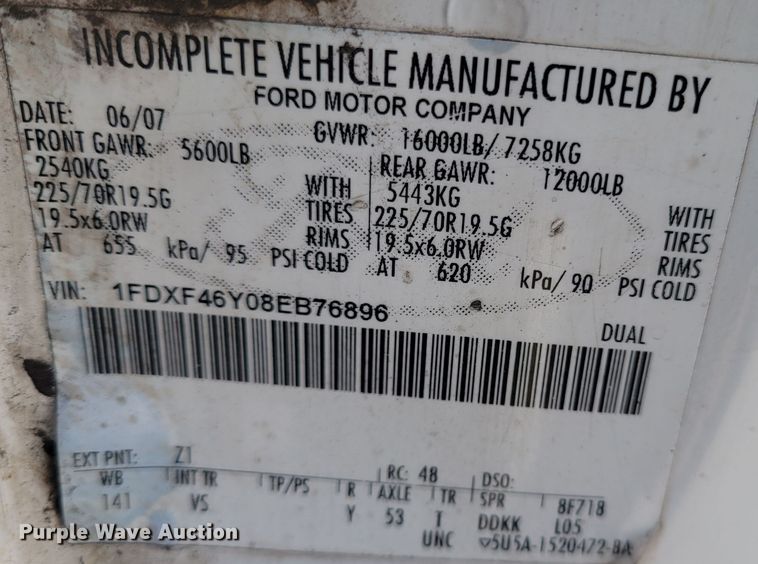 INCOMPLETE VEHICLE MANUFACTURED BY
FORD MOTOR COMPANY
DATE: 06/07 GVWR: 16000LB/ 7258KG
FRONT GAWR: 5600LB REAR GAWR: 12000LB
2540KG WITH 5443KG WITH
225/70R19.5G TIRES 225/70R19.5G TIRES
19.5x6.0RW RIMS 19.5x6.0RW RIMS
AT 655 kPa/ 95 PSI COLD AT 620 kPa/ 90 PSI COLD
VIN: 1FDXF46Y08EB76896
DUAL
EXT PNT: Z1 RC: 48 DSO:
WB INT TR TP/PS R AXLE TR SPR 8F718
141 VS Y 53 T DDKK L05
UNC 5U5A-1520472-BA
Purple Wave Auction